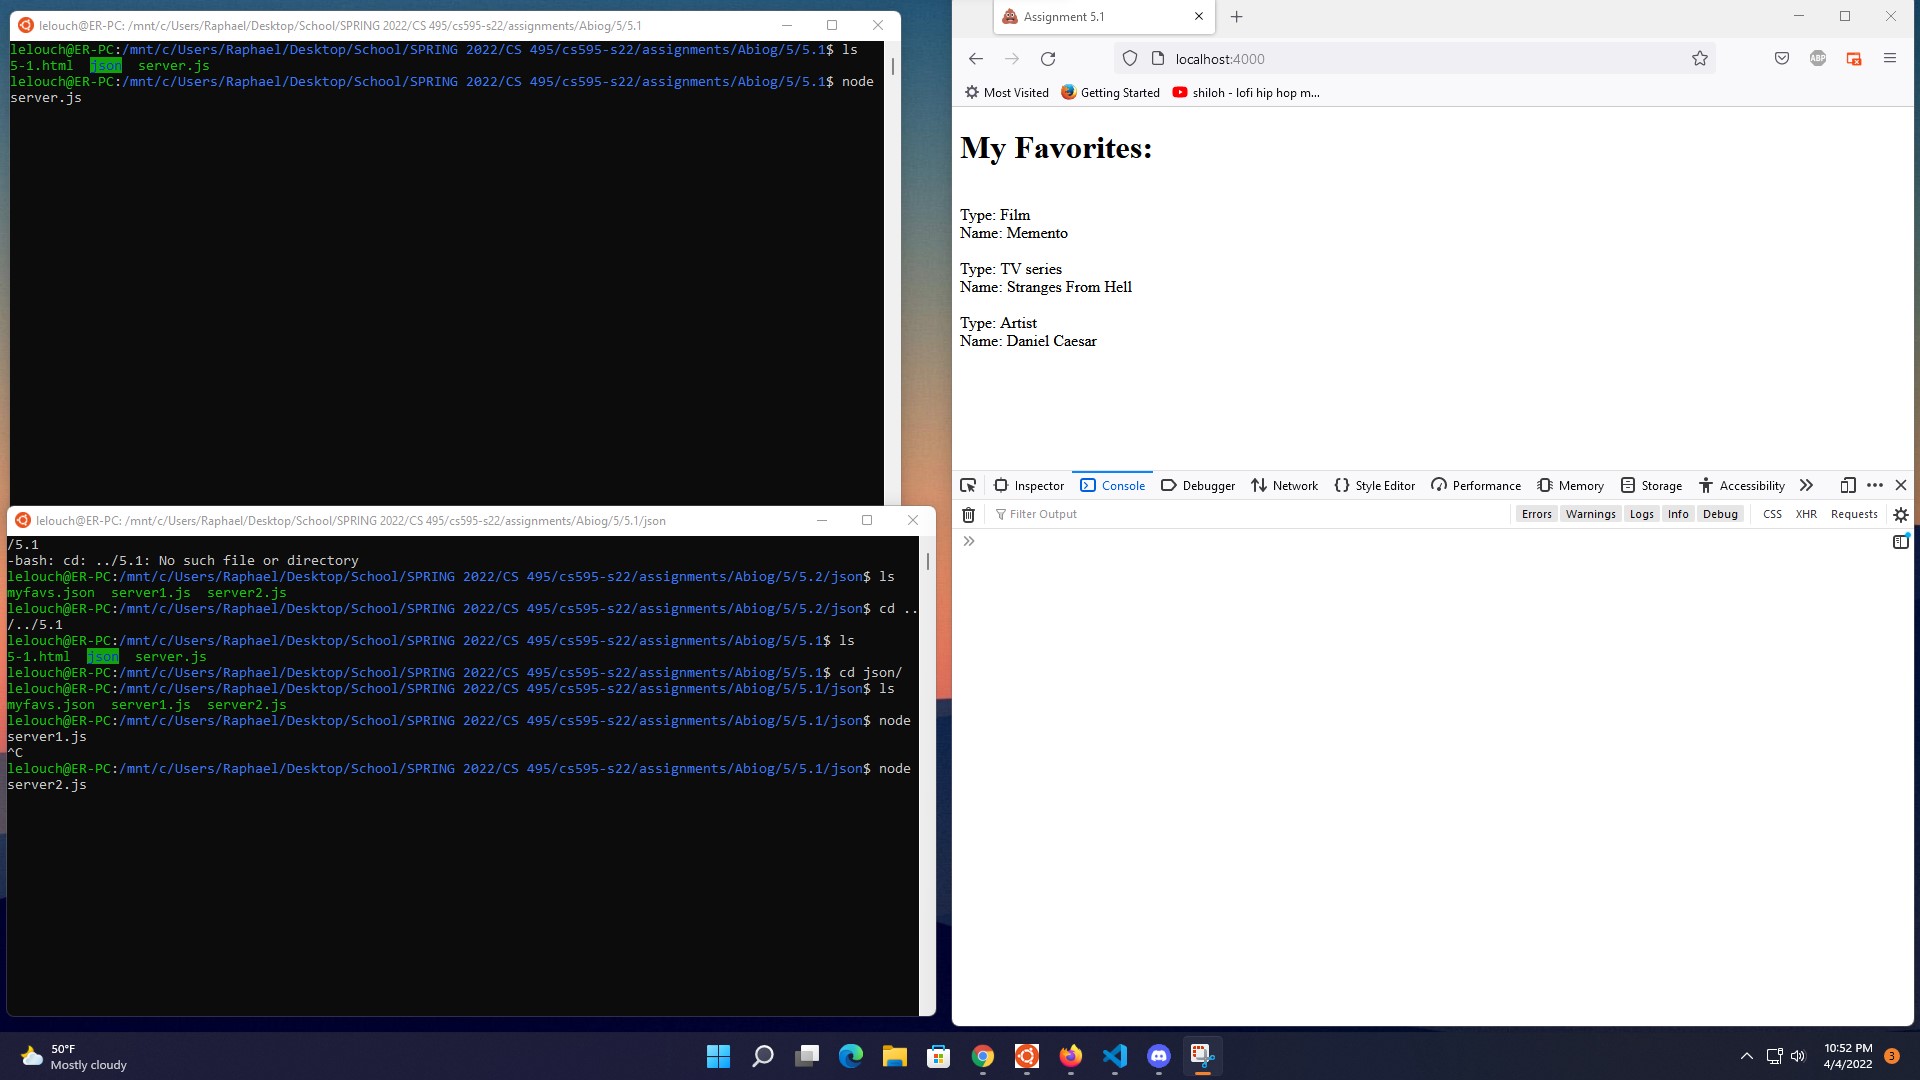 lelouch@ER-PC: /mnt/c/Users/Raphael/Desktop/School/SPRING 2022/CS 495/cs595-s22/assignments/Abiog/5/5.1
lelouch@ER-PC:/mnt/c/Users/Raphael/Desktop/School/SPRING 2022/CS 495/cs595-s22/assignments/Abiog/5/5.1$ ls
5-1.html json server.js
lelouch@ER-PC:/mnt/c/Users/Raphael/Desktop/School/SPRING 2022/CS 495/cs595-s22/assignments/Abiog/5/5.1$ node
server.js
lelouch@ER-PC: /mnt/c/Users/Raphael/Desktop/School/SPRING 2022/CS 495/cs595-s22/assignments/Abiog/5/5.1/json
/5.1
-bash: cd: ../5.1: No such file or directory
lelouch@ER-PC:/mnt/c/Users/Raphael/Desktop/School/SPRING 2022/CS 495/cs595-s22/assignments/Abiog/5/5.2/json$ ls
myfavs.json server1.js server2.js
lelouch@ER-PC:/mnt/c/Users/Raphael/Desktop/School/SPRING 2022/CS 495/cs595-s22/assignments/Abiog/5/5.2/json$ cd ..
/../5.1
lelouch@ER-PC:/mnt/c/Users/Raphael/Desktop/School/SPRING 2022/CS 495/cs595-s22/assignments/Abiog/5/5.1$ ls
5-1.html json server.js
lelouch@ER-PC:/mnt/c/Users/Raphael/Desktop/School/SPRING 2022/CS 495/cs595-s22/assignments/Abiog/5/5.1$ cd json/
lelouch@ER-PC:/mnt/c/Users/Raphael/Desktop/School/SPRING 2022/CS 495/cs595-s22/assignments/Abiog/5/5.1/json$ ls
myfavs.json server1.js server2.js
lelouch@ER-PC:/mnt/c/Users/Raphael/Desktop/School/SPRING 2022/CS 495/cs595-s22/assignments/Abiog/5/5.1/json$ node
server1.js
^C
lelouch@ER-PC:/mnt/c/Users/Raphael/Desktop/School/SPRING 2022/CS 495/cs595-s22/assignments/Abiog/5/5.1/json$ node
server2.js
Assignment 5.1
localhost:4000
ABP
Most Visited Getting Started shiloh - lofi hip hop m...
My Favorites:
Type: Film
Name: Memento
Type: TV series
Name: Stranges From Hell
Type: Artist
Name: Daniel Caesar
Inspector Console Debugger Network Style Editor Performance Memory Storage Accessibility
Filter Output Errors Warnings Logs Info Debug CSS XHR Requests
50°F
Mostly cloudy
10:52 PM
4/4/2022
3